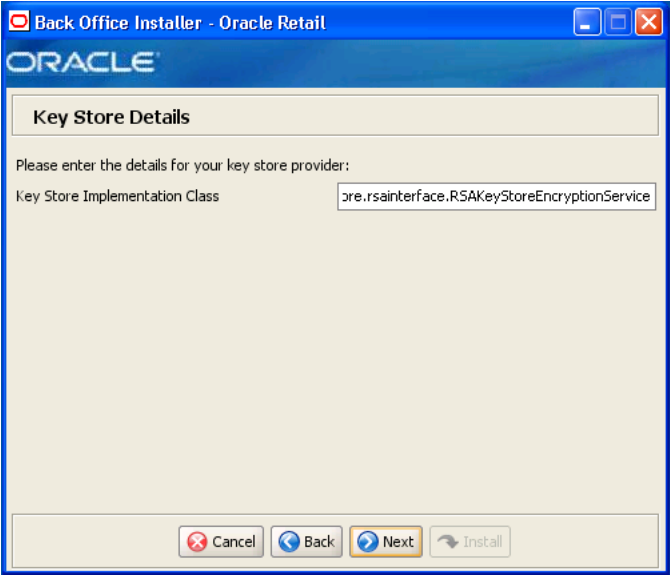 Back Office Installer - Oracle Retail
ORACLE
Key Store Details
Please enter the details for your key store provider:
Key Store Implementation Class
ore.rsainterface.RSAKeyStoreEncryptionService
Cancel
Back
Next
Install